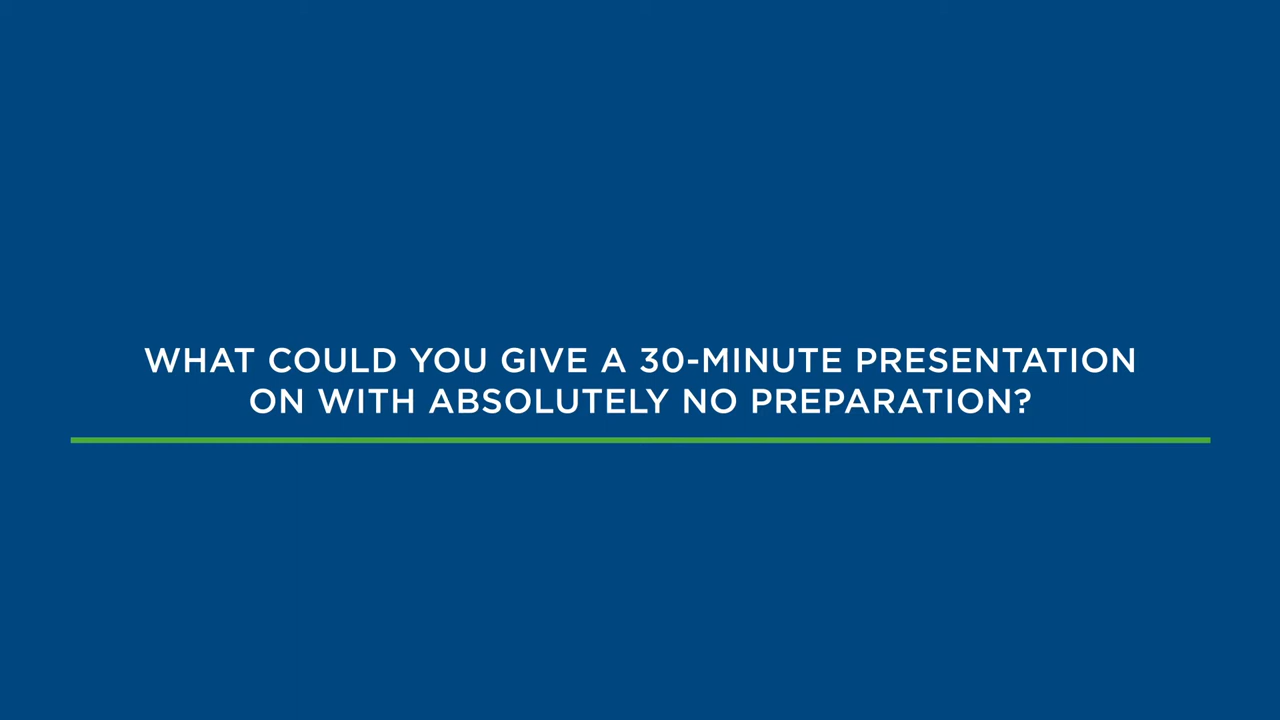 WHAT COULD YOU GIVE A 30-MINUTE PRESENTATION
ON WITH ABSOLUTELY NO PREPARATION?